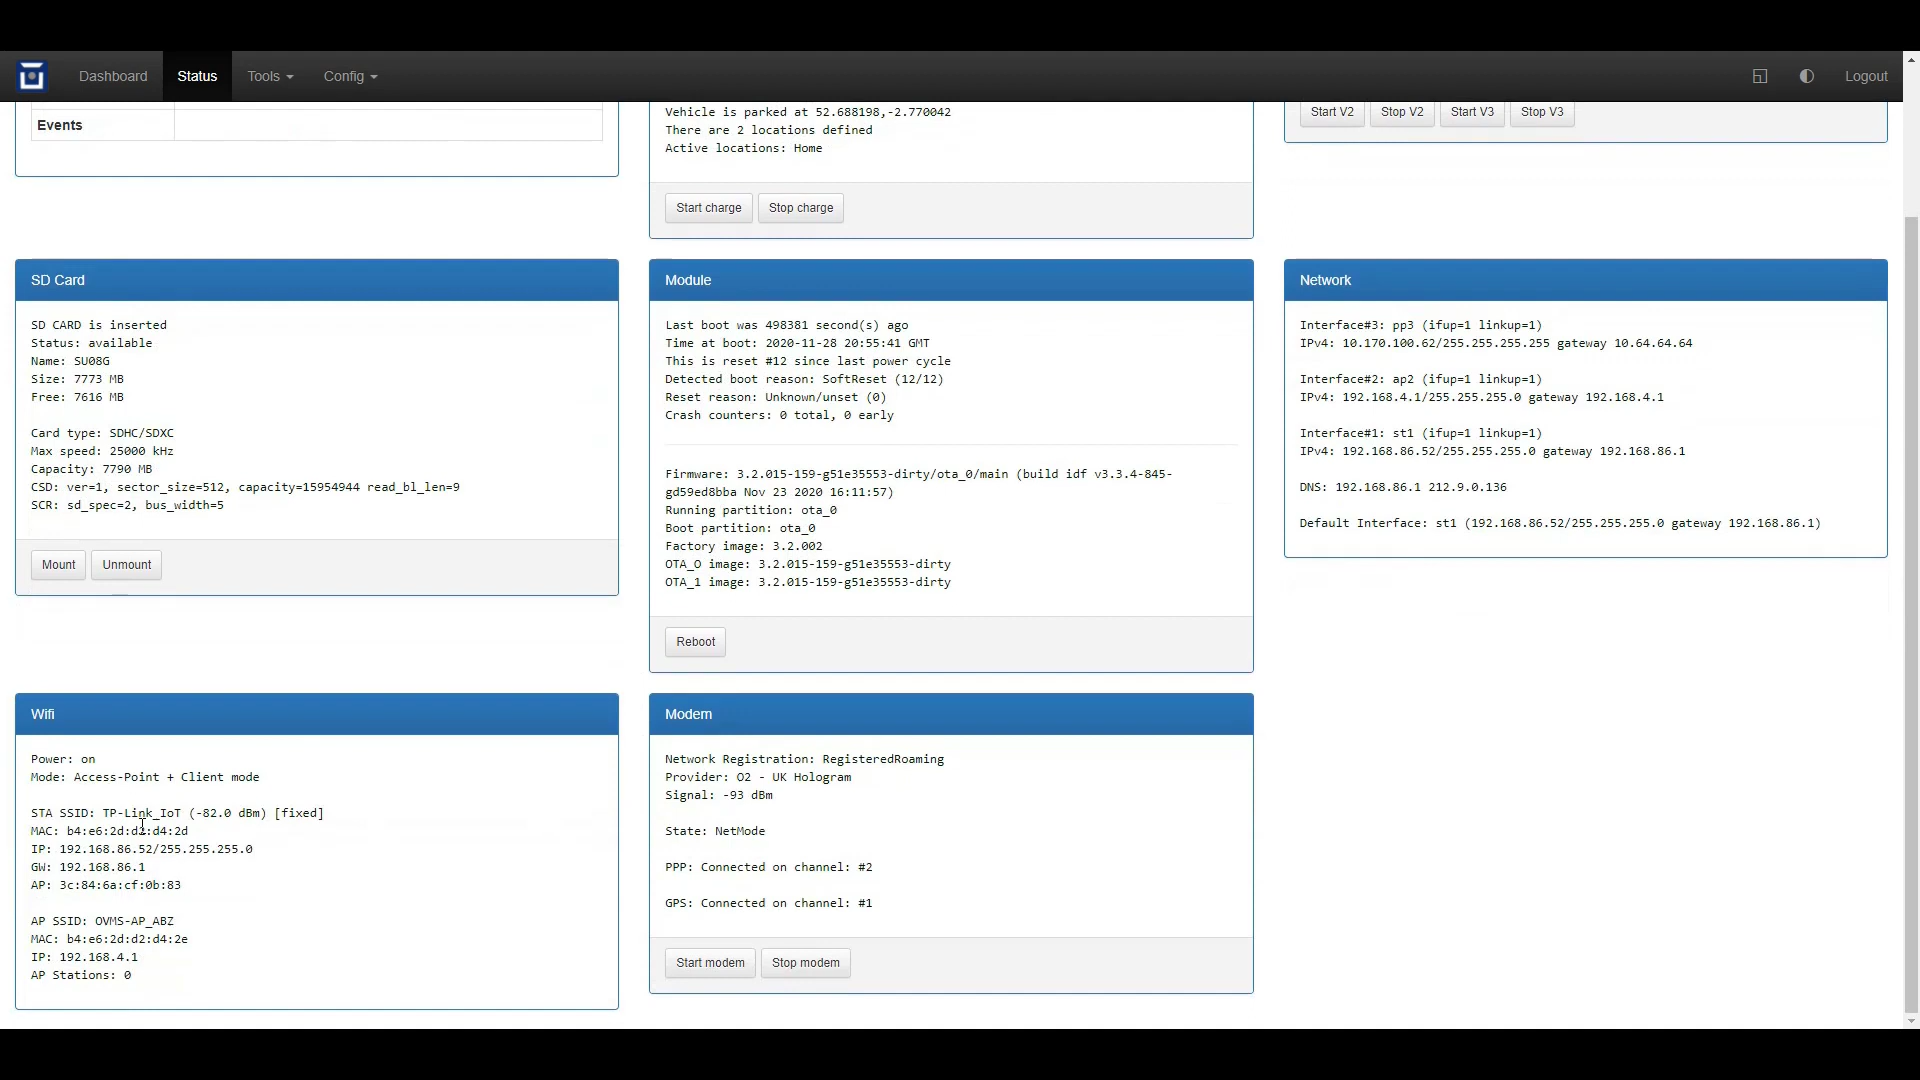 Dashboard
Status
Tools
Config
Logout
Events
Vehicle is parked at 52.688198,-2.770042
There are 2 locations defined
Active locations: Home
Start charge
Stop charge
Start V2
Stop V2
Start V3
Stop V3
SD Card
SD CARD is inserted
Status: available
Name: SU08G
Size: 7773 MB
Free: 7616 MB
Card type: SDHC/SDXC
Max speed: 25000 kHz
Capacity: 7790 MB
CSD: ver=1, sector_size=512, capacity=15954944 read_bl_len=9
SCR: sd_spec=2, bus_width=5
Mount
Unmount
Module
Last boot was 498381 second(s) ago
Time at boot: 2020-11-28 20:55:41 GMT
This is reset #12 since last power cycle
Detected boot reason: SoftReset (12/12)
Reset reason: Unknown/unset (0)
Crash counters: 0 total, 0 early
Firmware: 3.2.015-159-g51e35553-dirty/ota_0/main (build idf v3.3.4-845-
gd59ed8bba Nov 23 2020 16:11:57)
Running partition: ota_0
Boot partition: ota_0
Factory image: 3.2.002
OTA_O image: 3.2.015-159-g51e35553-dirty
OTA_1 image: 3.2.015-159-g51e35553-dirty
Reboot
Network
Interface#3: pp3 (ifup=1 linkup=1)
IPv4: 10.170.100.62/255.255.255.255 gateway 10.64.64.64
Interface#2: ap2 (ifup=1 linkup=1)
IPv4: 192.168.4.1/255.255.255.0 gateway 192.168.4.1
Interface#1: st1 (ifup=1 linkup=1)
IPv4: 192.168.86.52/255.255.255.0 gateway 192.168.86.1
DNS: 192.168.86.1 212.9.0.136
Default Interface: st1 (192.168.86.52/255.255.255.0 gateway 192.168.86.1)
Wifi
Power: on
Mode: Access-Point + Client mode
STA SSID: TP-Link_IoT (-82.0 dBm) [fixed]
MAC: b4:e6:2d:d2:d4:2d
IP: 192.168.86.52/255.255.255.0
GW: 192.168.86.1
AP: 3c:84:6a:cf:0b:83
AP SSID: OVMS-AP_ABZ
MAC: b4:e6:2d:d2:d4:2e
IP: 192.168.4.1
AP Stations: 0
Modem
Network Registration: RegisteredRoaming
Provider: O2 - UK Hologram
Signal: -93 dBm
State: NetMode
PPP: Connected on channel: #2
GPS: Connected on channel: #1
Start modem
Stop modem